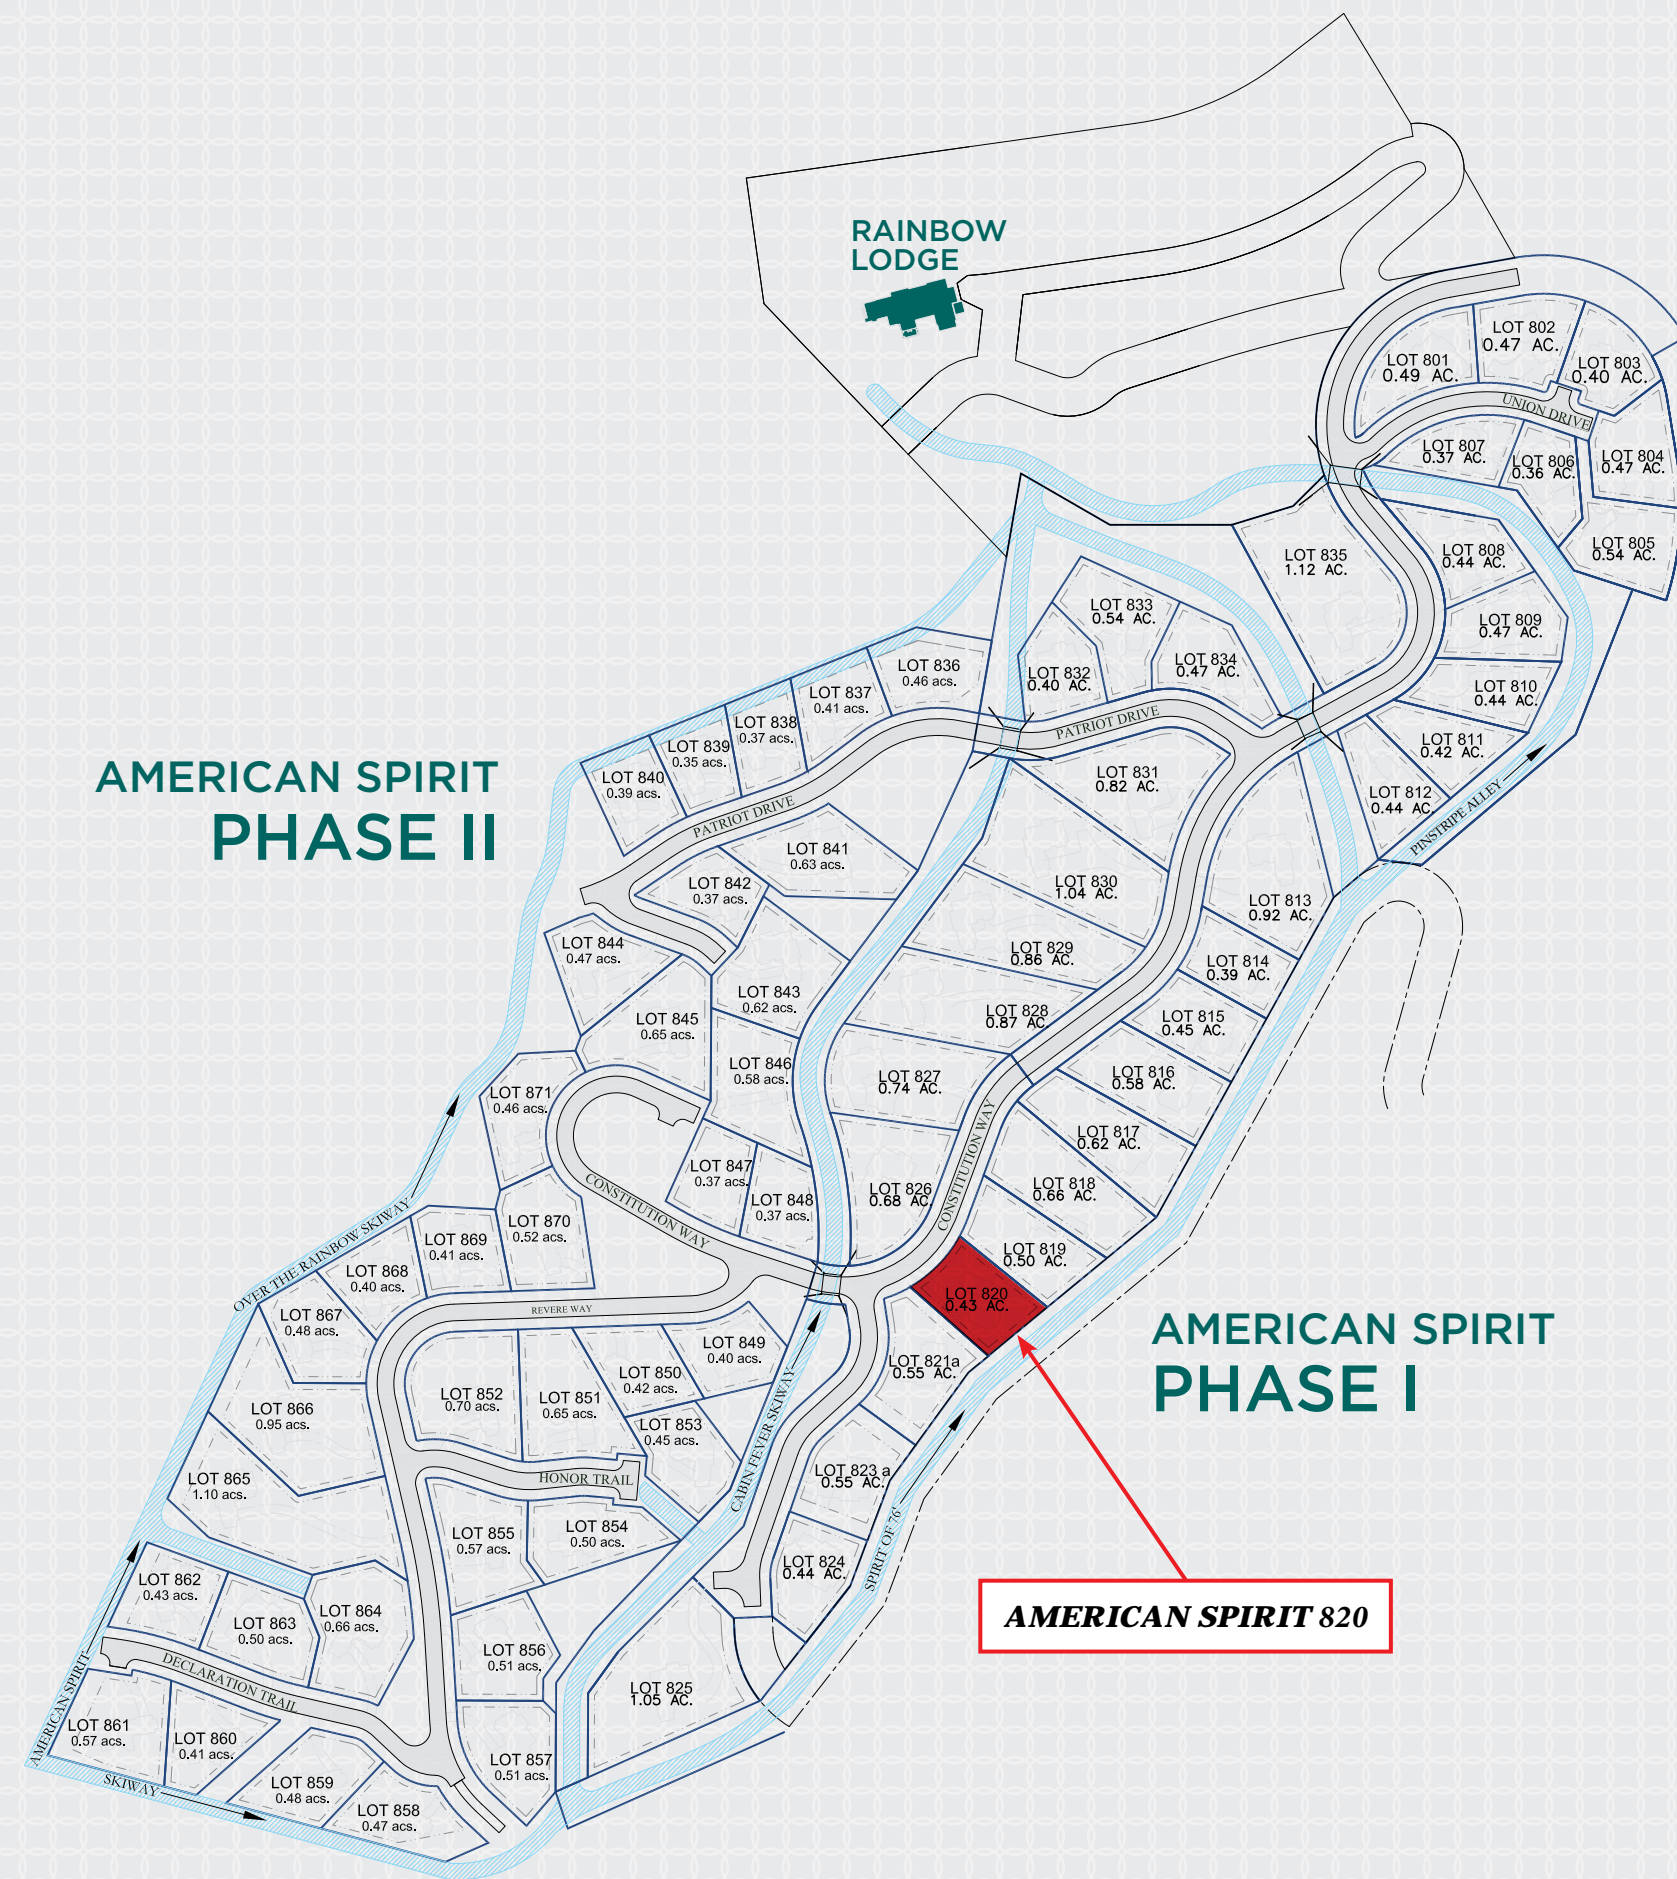 RAINBOW
LODGE
LOT 801
0.49 AC.
LOT 802
0.47 AC.
LOT 803
0.40 AC.
UNION DRIVE
LOT 807
0.37 AC.
LOT 806
0.36 AC.
LOT 804
0.47 AC.
LOT 805
0.54 AC.
LOT 835
1.12 AC.
LOT 808
0.44 AC.
LOT 809
0.47 AC.
LOT 810
0.44 AC.
LOT 811
0.42 AC.
LOT 812
0.44 AC.
PINSTRIPE ALLEY
LOT 833
0.54 AC.
LOT 832
0.40 AC.
LOT 834
0.47 AC.
PATRIOT DRIVE
LOT 836
0.46 acs.
LOT 837
0.41 acs.
LOT 838
0.37 acs.
LOT 839
0.35 acs.
LOT 840
0.39 acs.
PATRIOT DRIVE
AMERICAN SPIRIT
PHASE II
LOT 831
0.82 AC.
LOT 830
1.04 AC.
LOT 829
0.86 AC.
LOT 828
0.87 AC.
LOT 827
0.74 AC.
LOT 826
0.68 AC.
CONSTITUTION WAY
LOT 813
0.92 AC.
LOT 814
0.39 AC.
LOT 815
0.45 AC.
LOT 816
0.58 AC.
LOT 817
0.62 AC.
LOT 818
0.66 AC.
LOT 819
0.50 AC.
LOT 820
0.43 AC.
LOT 841
0.63 acs.
LOT 842
0.37 acs.
LOT 844
0.47 acs.
LOT 843
0.62 acs.
LOT 845
0.65 acs.
LOT 846
0.58 acs.
LOT 871
0.46 acs.
LOT 847
0.37 acs.
LOT 848
0.37 acs.
CONSTITUTION WAY
LOT 870
0.52 acs.
LOT 869
0.41 acs.
LOT 868
0.40 acs.
OVER THE RAINBOW SKIWAY
LOT 867
0.48 acs.
REVERE WAY
LOT 866
0.95 acs.
LOT 865
1.10 acs.
LOT 852
0.70 acs.
LOT 851
0.65 acs.
LOT 850
0.42 acs.
LOT 849
0.40 acs.
LOT 853
0.45 acs.
CABIN FEVER SKIWAY
HONOR TRAIL
LOT 855
0.57 acs.
LOT 854
0.50 acs.
LOT 821a
0.55 AC.
LOT 823 a
0.55 AC.
LOT 824
0.44 AC.
SPIRIT OF 76'
LOT 825
1.05 AC.
AMERICAN SPIRIT
PHASE I
AMERICAN SPIRIT 820
LOT 862
0.43 acs.
LOT 863
0.50 acs.
LOT 864
0.66 acs.
DECLARATION TRAIL
LOT 856
0.51 acs.
LOT 857
0.51 acs.
LOT 861
0.57 acs.
LOT 860
0.41 acs.
LOT 859
0.48 acs.
LOT 858
0.47 acs.
AMERICAN SPIRIT
SKIWAY